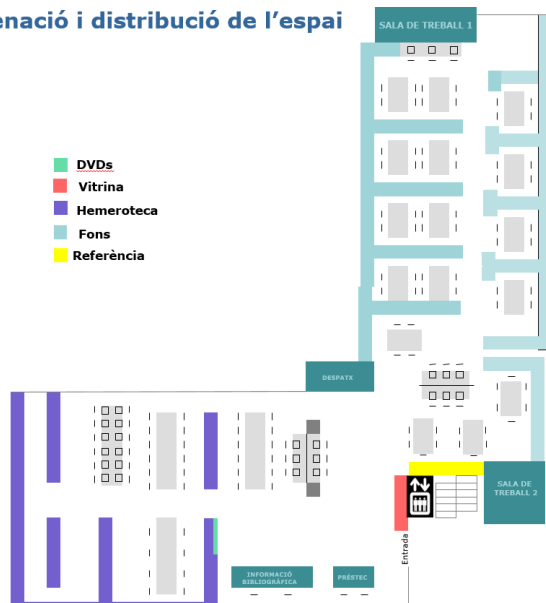 enació i distribució de l’espai
SALA DE TREBALL 1
DVDs
Vitrina
Hemeroteca
Fons
Referència
DESPATX
SALA DE
TREBALL 2
Entrada
INFORMACIÓ
BIBLIOGRÀFICA
PRÉSTEC